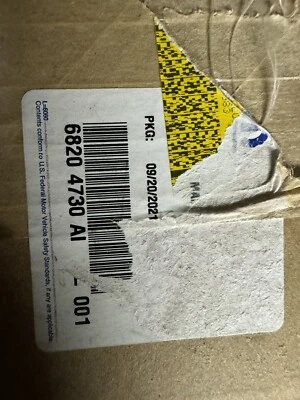 L-6080
Contents conform to U.S. Federal Motor Vehicle Safety Standards, if any are applicable.
6820 4730 AI - 001
PKG: 09/20/2021